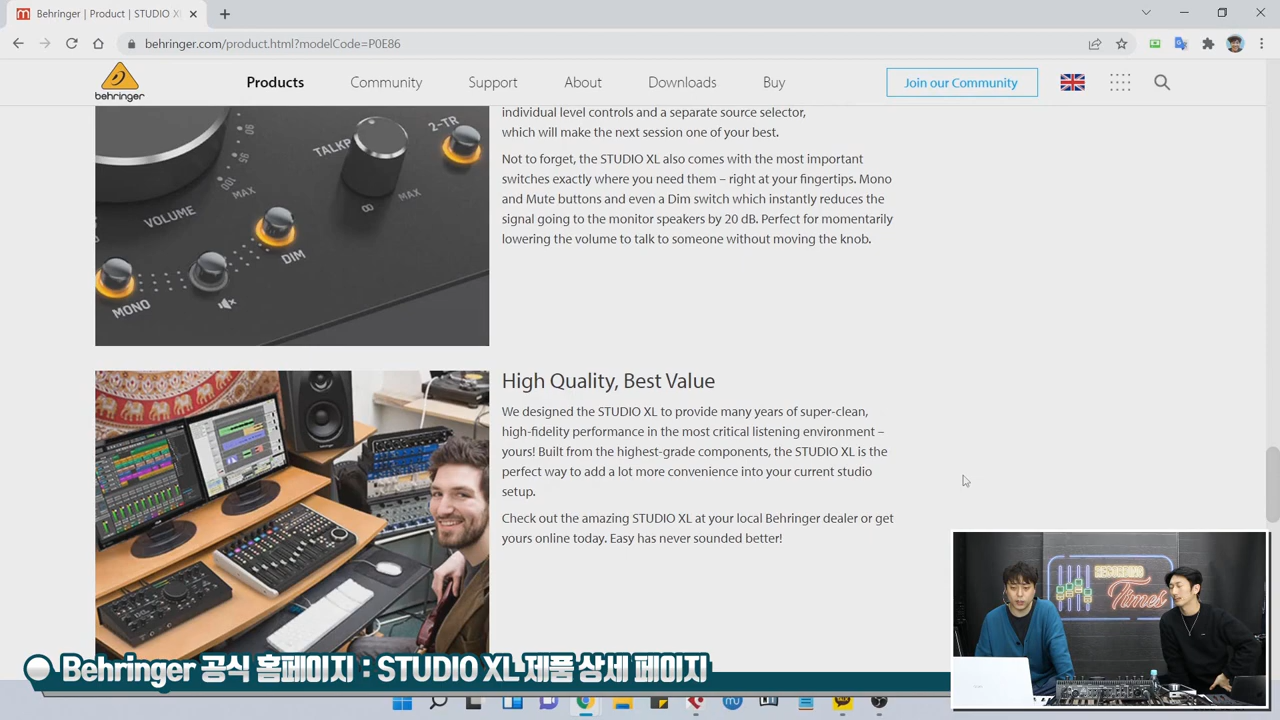 Behringer | Product | STUDIO XL
behringer.com/product.html?modelCode=P0E86
behringer
Products
Community
Support
About
Downloads
Buy
Join our Community
individual level controls and a separate source selector,
which will make the next session one of your best.
Not to forget, the STUDIO XL also comes with the most important
switches exactly where you need them – right at your fingertips. Mono
and Mute buttons and even a Dim switch which instantly reduces the
signal going to the monitor speakers by 20 dB. Perfect for momentarily
lowering the volume to talk to someone without moving the knob.
2-TR
MAX
VOLUME
MAX
DIM
MONO
High Quality, Best Value
We designed the STUDIO XL to provide many years of super-clean,
high-fidelity performance in the most critical listening environment –
yours! Built from the highest-grade components, the STUDIO XL is the
perfect way to add a lot more convenience into your current studio
setup.
Check out the amazing STUDIO XL at your local Behringer dealer or get
yours online today. Easy has never sounded better!
RECORDING
Times
Behringer 공식 홈페이지 : STUDIO XL 제품 상세 페이지